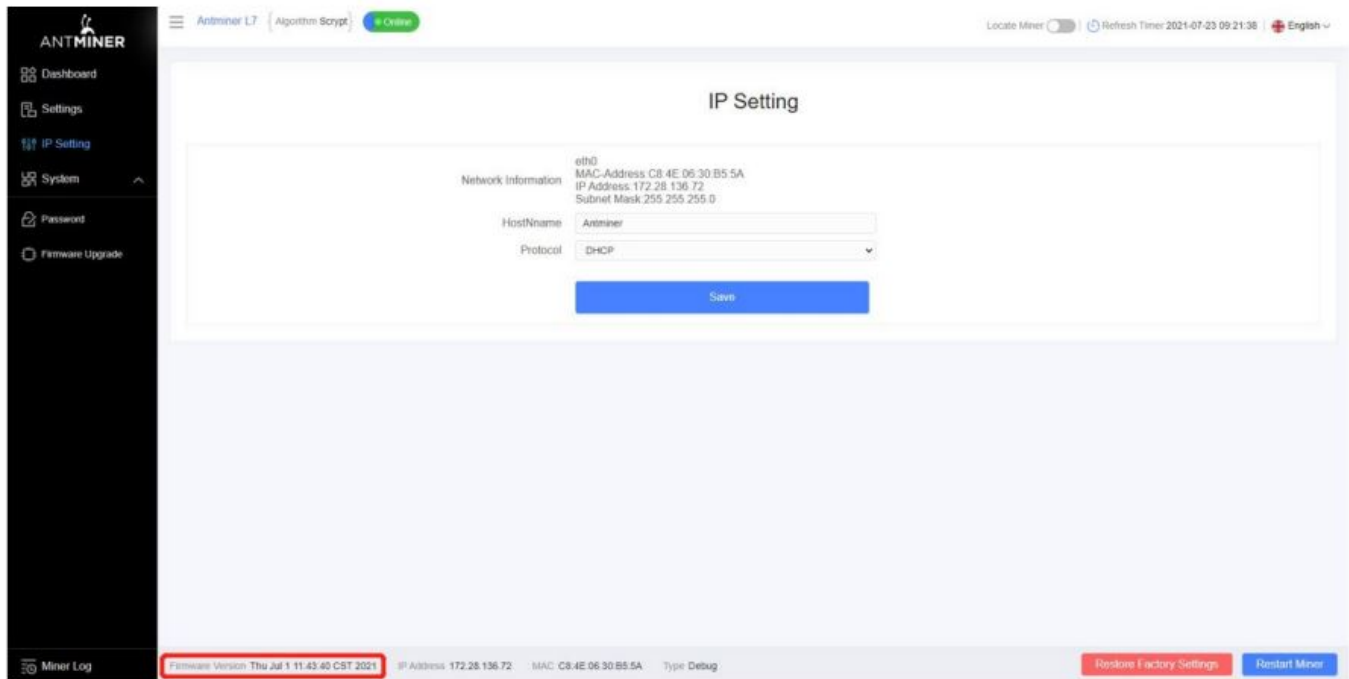 ANTMINER
Dashboard
Settings
IP Setting
System
Password
Firmware Upgrade
Miner Log
Antminer L7 { Algorithm Scrypt } Online
Locate Miner Refresh Timer 2021-07-23 09:21:38 English
IP Setting
Network Information
eth0
MAC-Address:C8:4E:06:30:B5:5A
IP Address:172.28.136.72
Subnet Mask:255.255.255.0
HostNname Antminer
Protocol DHCP
Save
Firmware Version Thu Jul 1 11:43:40 CST 2021 IP Address 172.28.136.72 MAC C8:4E:06:30:B5:5A Type Debug
Restore Factory Settings Restart Miner